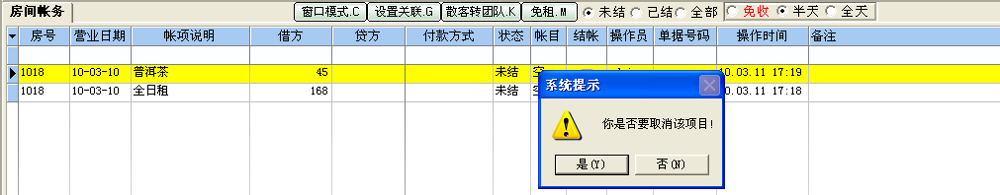 房间帐务 窗口模式.C 设置关联.G 散客转团队.K 免租.M 未结 已结 全部 免收 半天 全天
房号 营业日期 帐项说明 借方 贷方 付款方式 状态 帐目 结帐 操作员 单据号码 操作时间 备注
1018 10-03-10 普洱茶 45 未结 0.03.11 17:19
1018 10-03-10 全日租 168 未结 0.03.11 17:18
系统提示
你是否要取消该项目!
是(Y) 否(N)